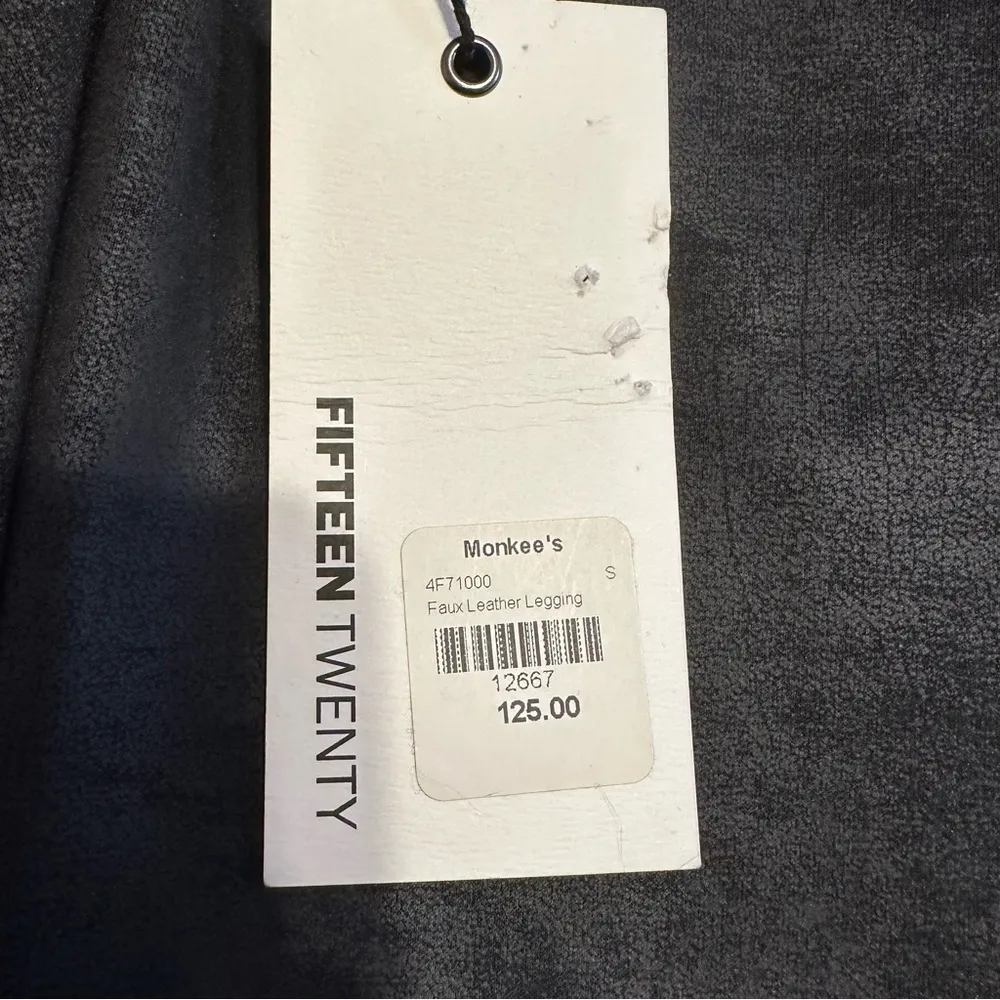 FIFTEEN TWENTY
Monkee's
4F71000 S
Faux Leather Legging
12667
125.00